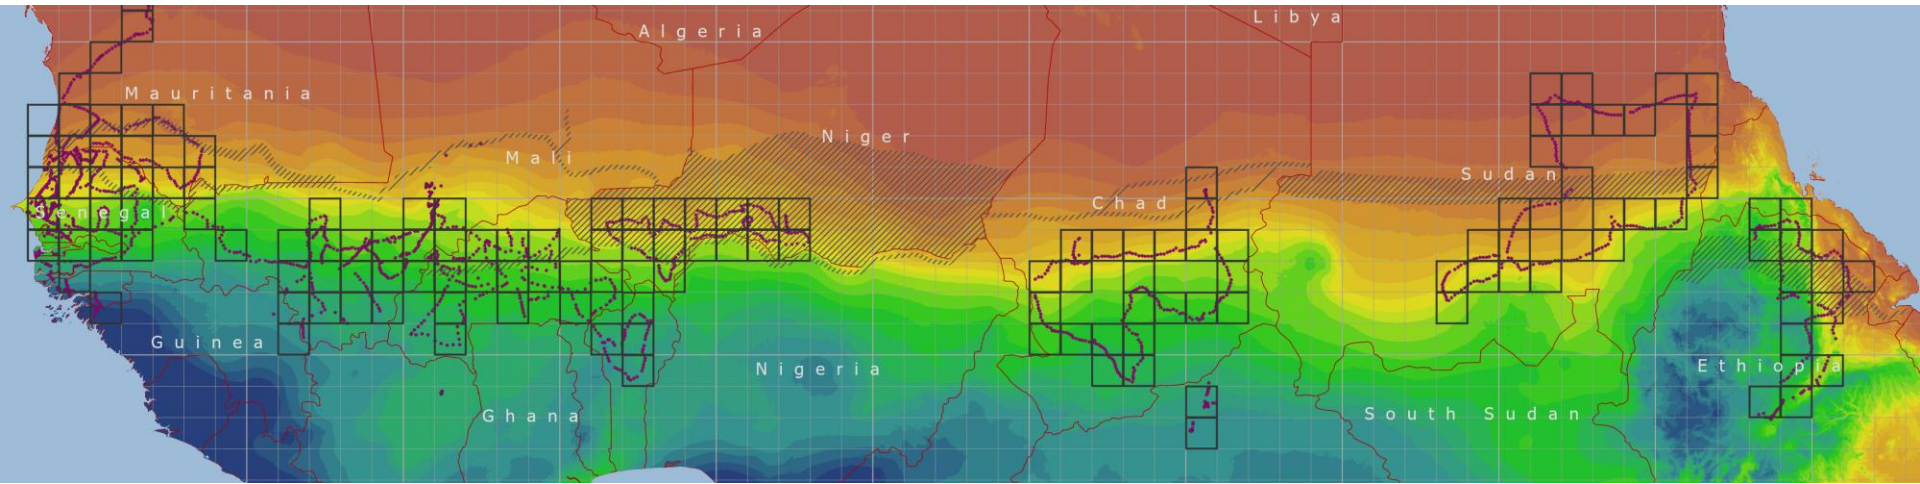 Libya
Algeria
Mauritania
Niger
Mali
Sudan
Chad
Senegal
Guinea
Nigeria
Ethiopia
Ghana
South Sudan